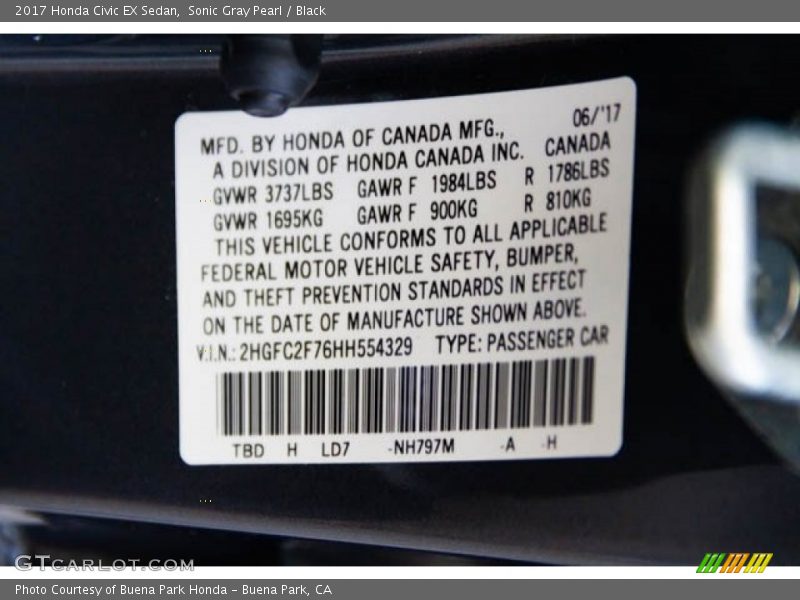 2017 Honda Civic EX Sedan,  Sonic Gray Pearl / Black
06/'17
MFD. BY HONDA OF CANADA MFG.,
A DIVISION OF HONDA CANADA INC. CANADA
GVWR 3737LBS GAWR F 1984LBS R 1786LBS
GVWR 1695KG GAWR F 900KG R 810KG
THIS VEHICLE CONFORMS TO ALL APPLICABLE
FEDERAL MOTOR VEHICLE SAFETY, BUMPER,
AND THEFT PREVENTION STANDARDS IN EFFECT
ON THE DATE OF MANUFACTURE SHOWN ABOVE.
V.I.N.: 2HGFC2F76HH554329 TYPE: PASSENGER CAR
TBD H LD7 -NH797M -A -H
GTCARLOT.COM
Photo Courtesy of Buena Park Honda - Buena Park, CA